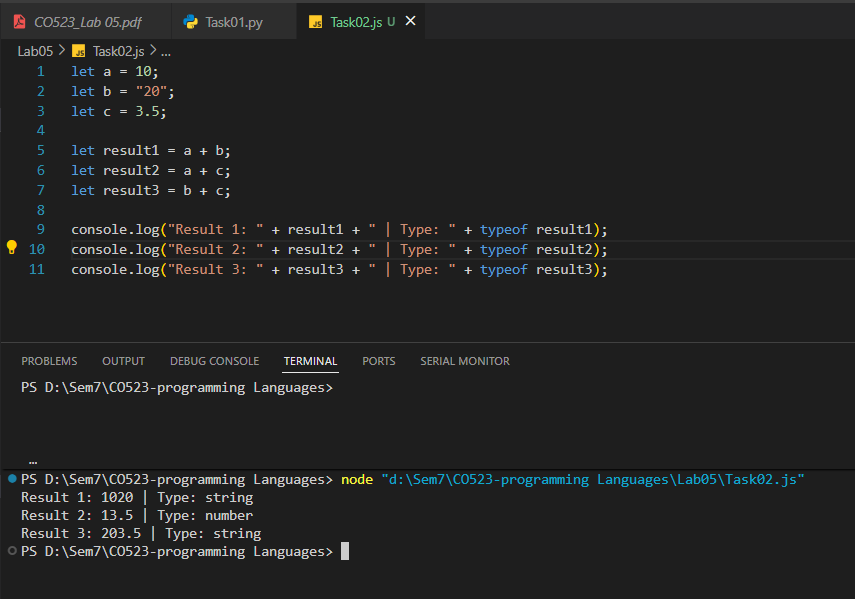 CO523_Lab 05.pdf Task01.py JS Task02.js U ×
Lab05 > JS Task02.js > ...
1 let a = 10;
2 let b = "20";
3 let c = 3.5;
4
5 let result1 = a + b;
6 let result2 = a + c;
7 let result3 = b + c;
8
9 console.log("Result 1: " + result1 + " | Type: " + typeof result1);
10 console.log("Result 2: " + result2 + " | Type: " + typeof result2);
11 console.log("Result 3: " + result3 + " | Type: " + typeof result3);
PROBLEMS OUTPUT DEBUG CONSOLE TERMINAL PORTS SERIAL MONITOR
PS D:\Sem7\CO523-programming Languages>
...
PS D:\Sem7\CO523-programming Languages> node "d:\Sem7\CO523-programming Languages\Lab05\Task02.js"
Result 1: 1020 | Type: string
Result 2: 13.5 | Type: number
Result 3: 203.5 | Type: string
PS D:\Sem7\CO523-programming Languages>